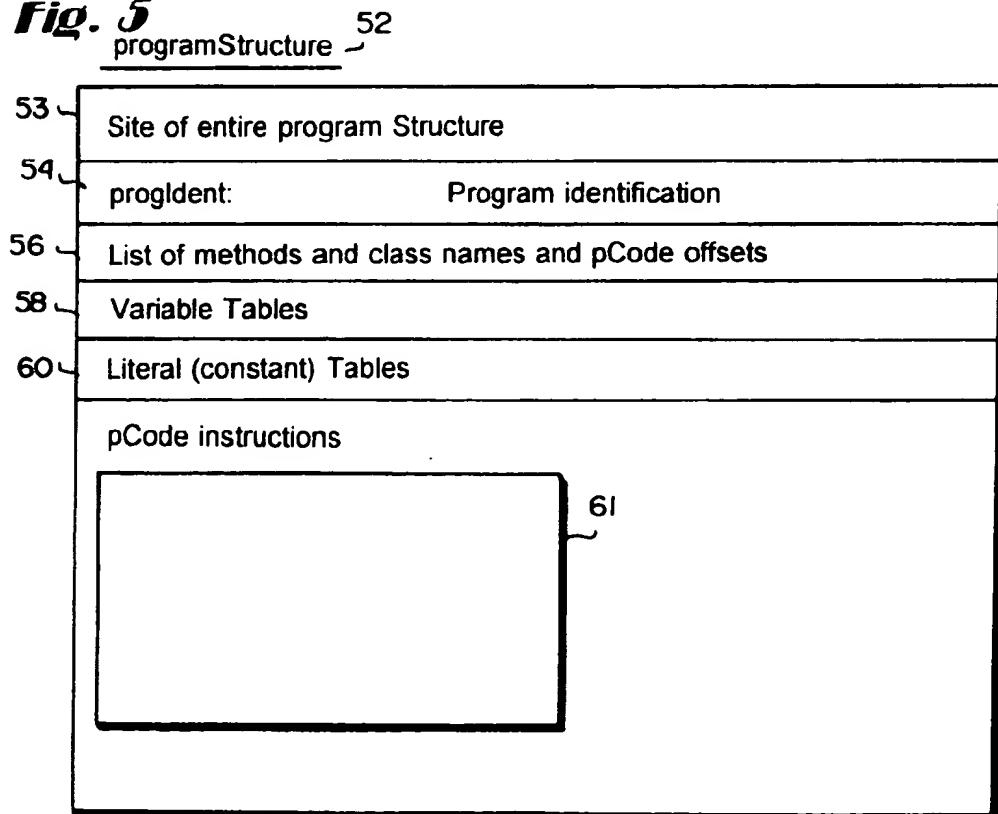 Fig. 5
programStructure 52
53 Site of entire program Structure
54 progIdent: Program identification
56 List of methods and class names and pCode offsets
58 Variable Tables
60 Literal (constant) Tables
pCode instructions
61